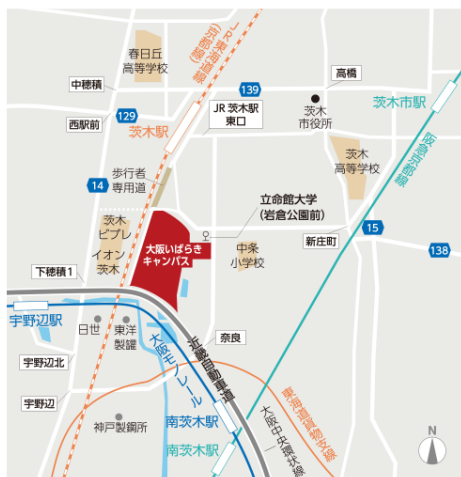 春日丘
高等学校
JR東海道線
(京都線)
中穂積
139
高橋
129
西駅前
茨木駅
JR 茨木駅
東口
茨木
市役所
茨木市駅
阪急京都線
歩行者
専用道
茨木
高等学校
14
立命館大学
(岩倉公園前)
茨木
ビブレ
イオン
茨木
大阪いばらき
キャンパス
中条
小学校
新庄町
15
138
下穂積1
宇野辺駅
日世
東洋
製罐
大阪モノレール
近畿自動車道
奈良
宇野辺北
宇野辺
神戸製鋼所
南茨木駅
南茨木駅
大阪中央環状線
東海道貨物支線
N